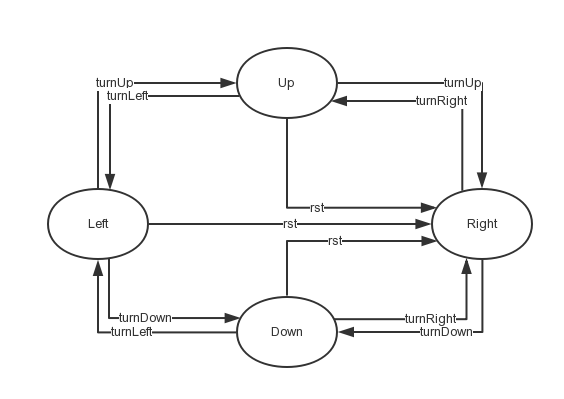 Up
turnUp
turnUp
turnLeft
turnRight
rst
Left
rst
Right
rst
turnDown
turnRight
turnLeft
Down
turnDown